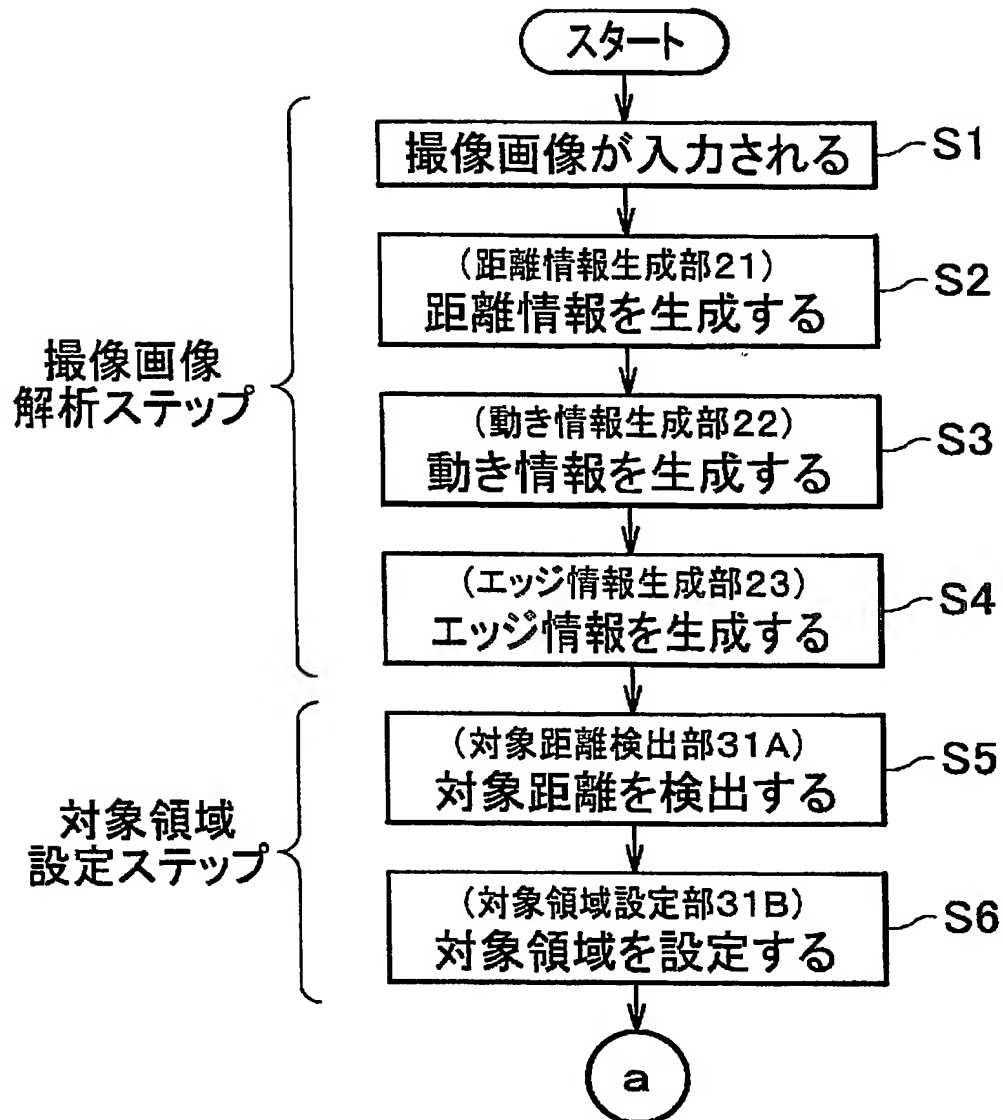 スタート
撮像画像が入力される
S1
(距離情報生成部21)
距離情報を生成する
S2
撮像画像
解析ステップ
(動き情報生成部22)
動き情報を生成する
S3
(エッジ情報生成部23)
エッジ情報を生成する
S4
(対象距離検出部31A)
対象距離を検出する
S5
対象領域
設定ステップ
(対象領域設定部31B)
対象領域を設定する
S6
a